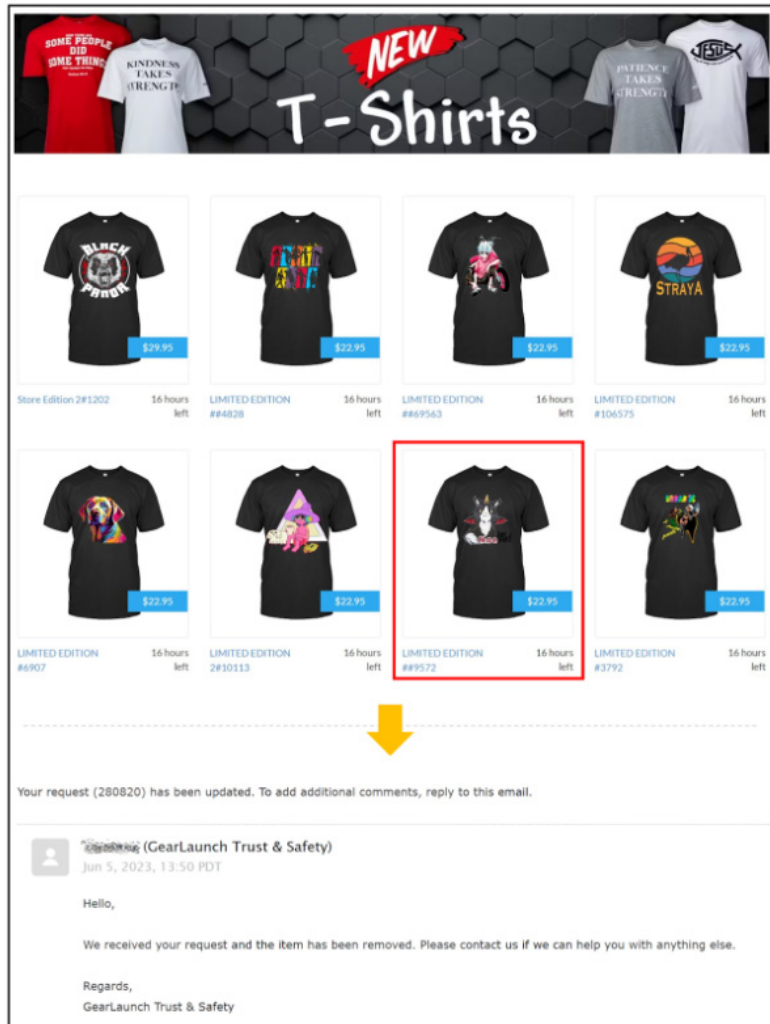 SOME PEOPLE
DID
SOME THING
KINDNESS
TAKES
STRENGTH
NEW
T-Shirts
PATIENCE
TAKES
STRENGTH
JESUS
BLACK
PANDA
$29.95
$22.95
$22.95
STRAYA
$22.95
Store Edition 2#1202 16 hours
left
LIMITED EDITION 16 hours
##4828 left
LIMITED EDITION 16 hours
##69563 left
LIMITED EDITION 16 hours
#106575 left
$22.95
$22.95
$22.95
$22.95
LIMITED EDITION 16 hours
#6907 left
LIMITED EDITION 16 hours
2#10113 left
LIMITED EDITION 16 hours
##9572 left
LIMITED EDITION 16 hours
#3792 left
Your request (280820) has been updated. To add additional comments, reply to this email.
(GearLaunch Trust & Safety)
Jun 5, 2023, 13:50 PDT
Hello,
We received your request and the item has been removed. Please contact us if we can help you with anything else.
Regards,
GearLaunch Trust & Safety